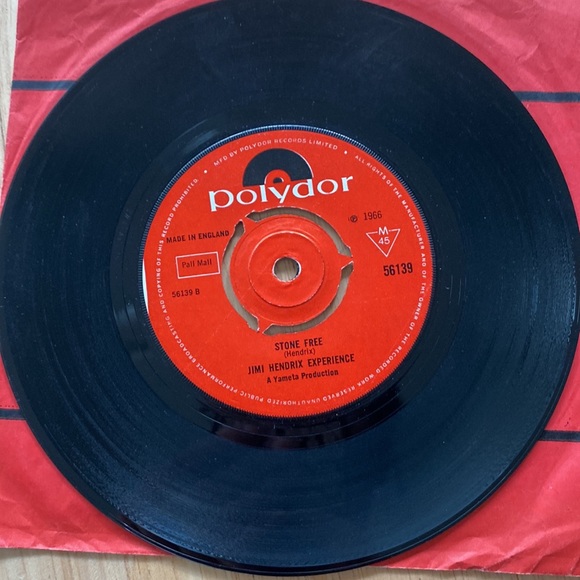 MFD BY POLYDOR RECORDS LIMITED
polydor
℗ 1966
MADE IN ENGLAND
M
45
Pall Mall
56139
56139 B
STONE FREE
(Hendrix)
JIMI HENDRIX EXPERIENCE
A Yameta Production
ALL RIGHTS OF THE MANUFACTURER AND OF THE OWNER OF THE RECORDED WORK RESERVED UNAUTHORIZED PUBLIC PERFORMANCE BROADCASTING AND COPYING OF THIS RECORD PROHIBITED